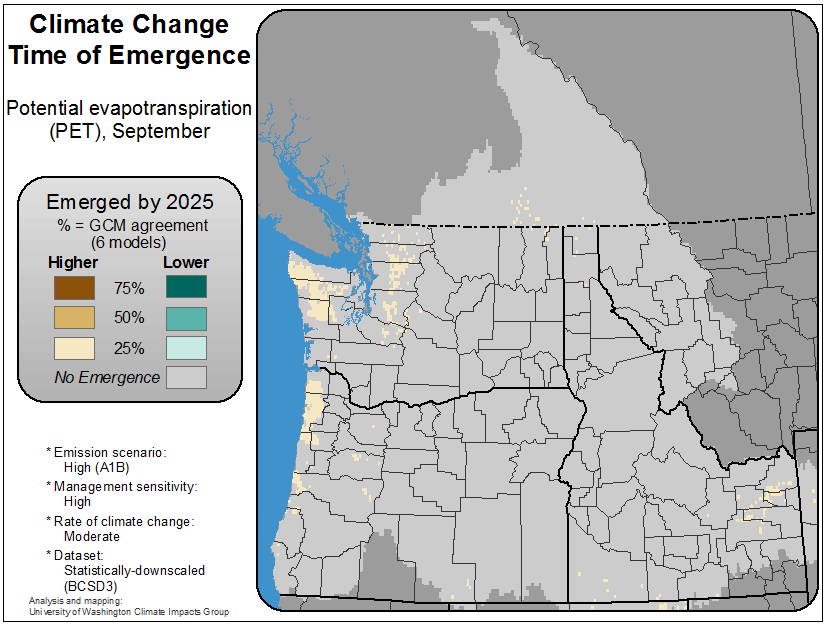 Climate Change
Time of Emergence
Potential evapotranspiration
(PET), September
Emerged by 2025
% = GCM agreement
(6 models)
Higher Lower
75%
50%
25%
No Emergence
* Emission scenario:
High (A1B)
* Management sensitivity:
High
* Rate of climate change:
Moderate
* Dataset:
Statistically-downscaled
(BCSD3)
Analysis and mapping:
University of Washington Climate Impacts Group